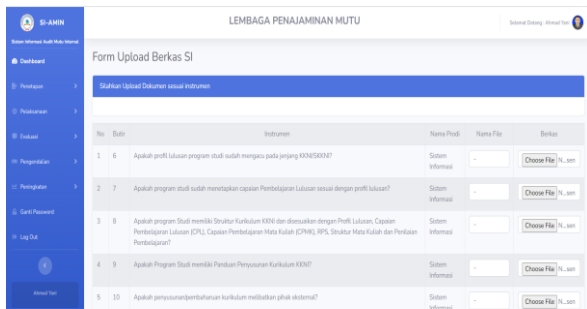 SI-AMIN
LEMBAGA PENAJAMINAN MUTU
Selamat Datang : Ahmad Yani
Sistem Informasi Audit Mutu Internal
Dashboard
Form Upload Berkas SI
Penetapan
Silahkan Upload Dokumen sesuai instrumen
Pelaksanaan
Evaluasi
No Butir Instrumen Nama Prodi Nama File Berkas
Pengendalian
1 6 Apakah profil lulusan program studi sudah mengacu pada jenjang KKNI/SKKNI? Sistem Informasi - Choose File N...sen
Peningkatan
2 7 Apakah program studi sudah menetapkan capaian Pembelajaran Lulusan sesuai dengan profil lulusan? Sistem Informasi - Choose File N...sen
Ganti Password
3 8 Apakah program Studi memiliki Struktur Kurikulum KKNI dan disesuaikan dengan Profil Lulusan, Capaian
Pembelajaran Lulusan (CPL), Capaian Pembelajaran Mata Kuliah (CPMK), RPS, Struktur Mata Kuliah dan Penilaian
Pembelajaran? Sistem Informasi - Choose File N...sen
Log Out
4 9 Apakah Program Studi memiliki Panduan Penyusunan Kurikulum KKNI? Sistem Informasi - Choose File N...sen
Ahmad Yani
5 10 Apakah penyusunan/pembaharuan kurikulum melibatkan pihak eksternal? Sistem Informasi - Choose File N...sen